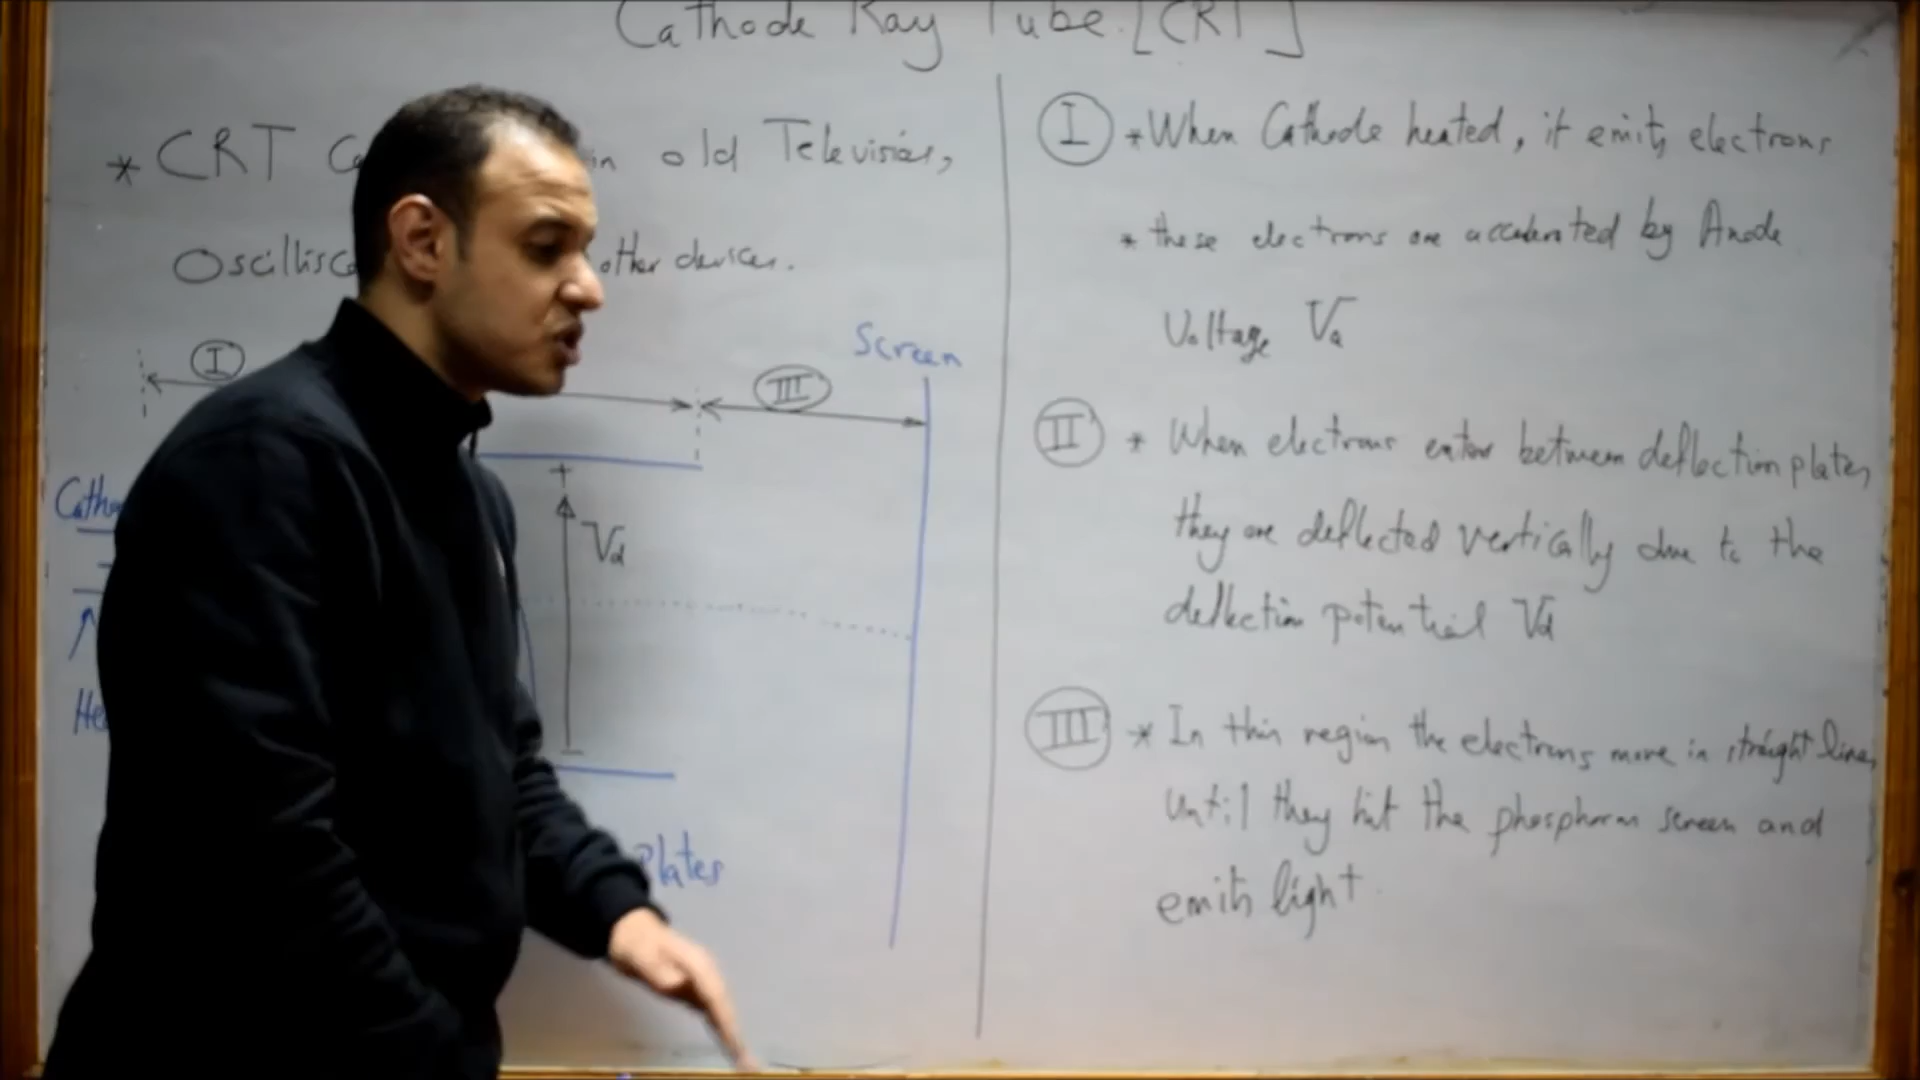 Cathode Ray Tube [CRT]
* CRT in old Televisions,
other devices.
I
III
Screen
+
Vd
-
Plates
I * When Cathode heated, it emits electrons
* these electrons are accelerated by Anode
Voltage Va
II * When electrons enter between deflection plates
they are deflected vertically due to the
deflection potential Vd
III * In this region the electrons move in straight lines
until they hit the phosphorus screen and
emits light